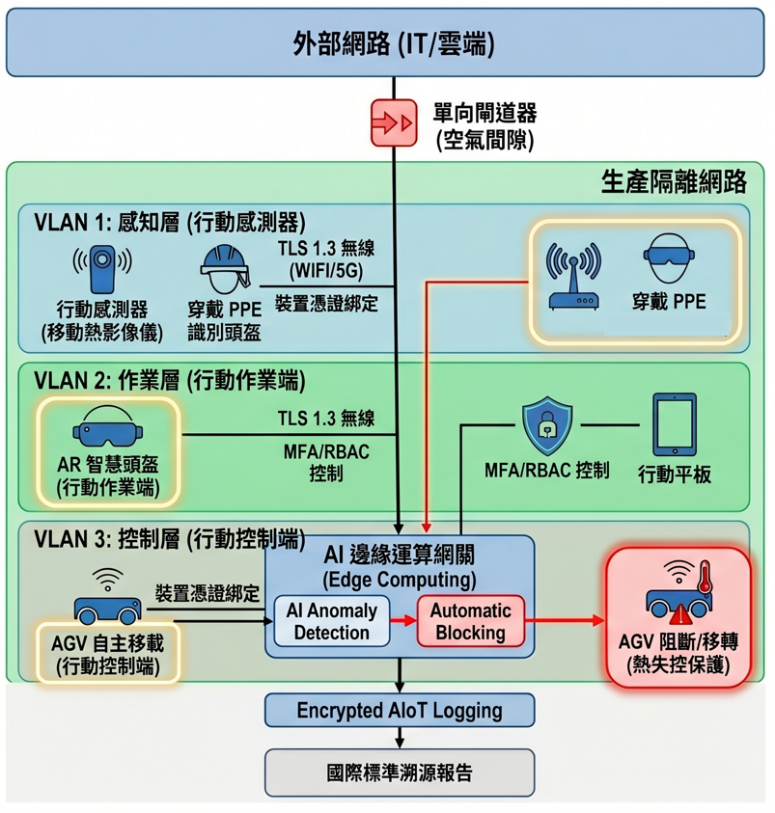 外部網路 (IT/雲端)
單向閘道器
(空氣間隙)
生產隔離網路
VLAN 1: 感知層 (行動感測器)
行動感測器
(移動熱影像儀)
穿戴 PPE
識別頭盔
TLS 1.3 無線
(WIFI/5G)
裝置憑證綁定
穿戴 PPE
VLAN 2: 作業層 (行動作業端)
AR 智慧頭盔
(行動作業端)
TLS 1.3 無線
MFA/RBAC
控制
MFA/RBAC 控制
行動平板
VLAN 3: 控制層 (行動控制端)
AGV 自主移載
(行動控制端)
裝置憑證綁定
AI 邊緣運算網關
(Edge Computing)
AI Anomaly
Detection
Automatic
Blocking
AGV 阻斷/移轉
(熱失控保護)
Encrypted AIoT Logging
國際標準溯源報告